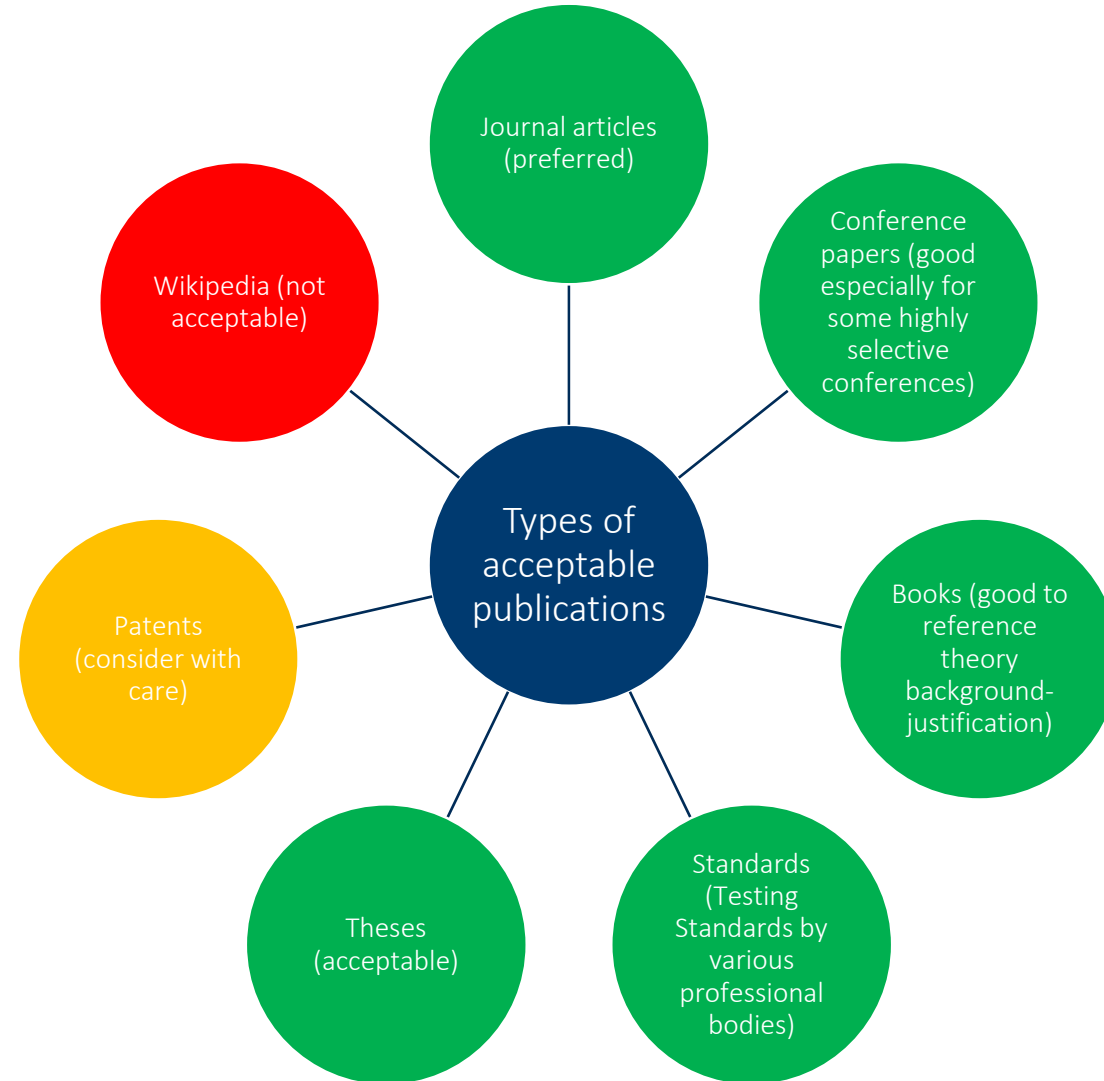 Journal articles
(preferred)
Conference
papers (good
especially for
some highly
selective
conferences)
Books (good to
reference
theory
background-
justification)
Standards
(Testing
Standards by
various
professional
bodies)
Theses
(acceptable)
Patents
(consider with
care)
Wikipedia (not
acceptable)
Types of
acceptable
publications